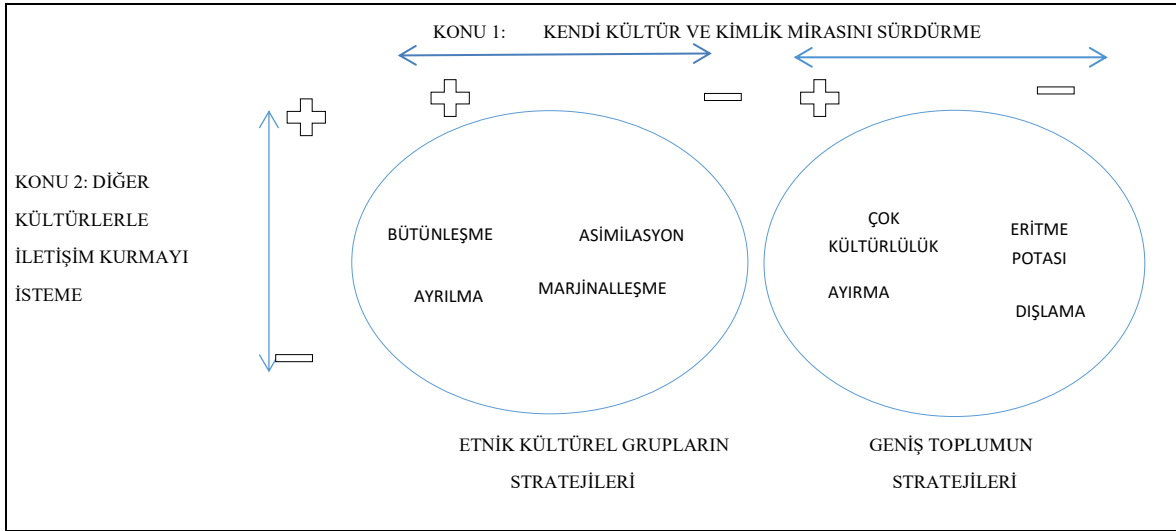 KONU 1: KENDİ KÜLTÜR VE KİMLİK MİRASINI SÜRDÜRME
KONU 2: DİĞER
KÜLTÜRLERLE
İLETİŞİM KURMAYI
İSTEME
BÜTÜNLEŞME
ASİMİLASYON
AYRILMA
MARJİNALLEŞME
ÇOK
KÜLTÜRLÜLÜK
ERİTME
POTASI
AYIRMA
DIŞLAMA
ETNİK KÜLTÜREL GRUPLARIN
STRATEJİLERİ
GENİŞ TOPLUMUN
STRATEJİLERİ